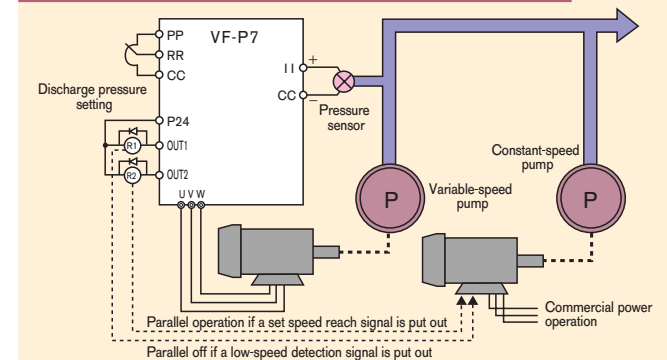 VF-P7
PP
RR
CC
Discharge pressure
setting
P24
R1
OUT1
R2
OUT2
U V W
II
+
CC
−
Pressure
sensor
P
Variable-speed
pump
Constant-speed
pump
P
Commercial power
operation
Parallel operation if a set speed reach signal is put out
Parallel off if a low-speed detection signal is put out